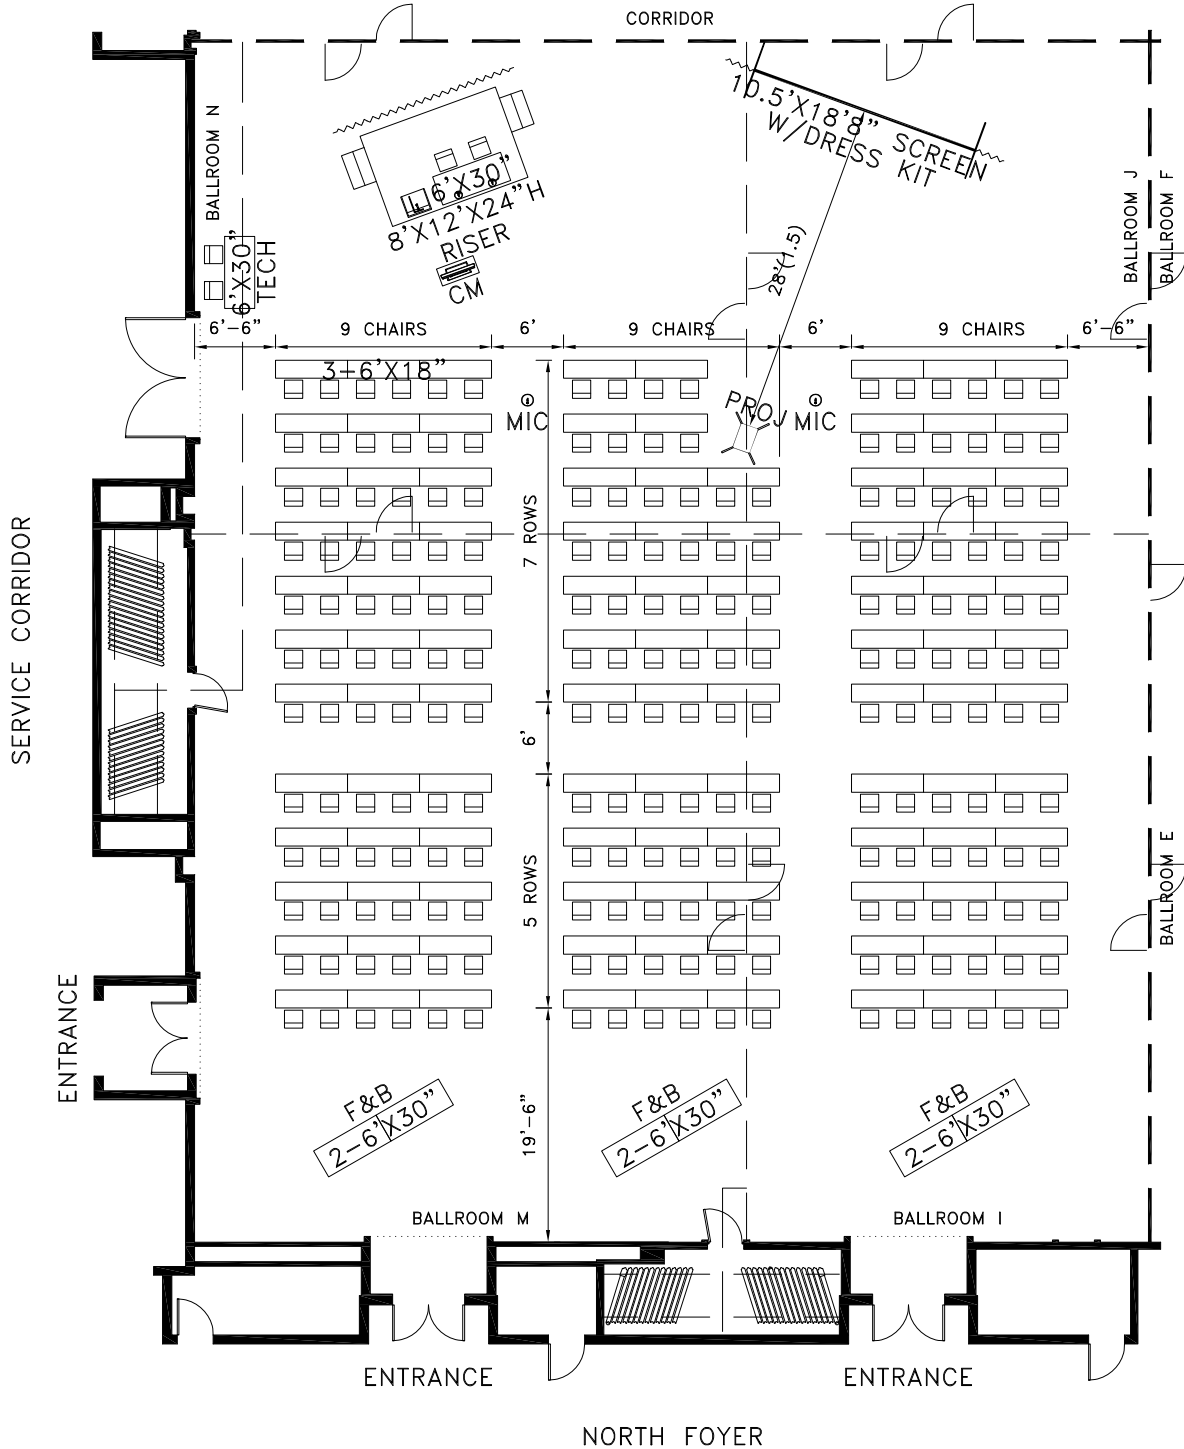 CORRIDOR
10.5'X18'8" SCREEN
W/DRESS KIT
BALLROOM N
6'X30"
L
8'X12'X24"H
RISER
CM
6'X30"
TECH
28'(1.5)
BALLROOM J
BALLROOM F
6'-6"
9 CHAIRS
6'
9 CHAIRS
6'
9 CHAIRS
6'-6"
3-6'X18"
MIC
PROJ
MIC
7 ROWS
SERVICE CORRIDOR
6'
5 ROWS
BALLROOM E
ENTRANCE
19'-6"
F&B
2-6'X30"
F&B
2-6'X30"
F&B
2-6'X30"
BALLROOM M
BALLROOM I
ENTRANCE
ENTRANCE
NORTH FOYER